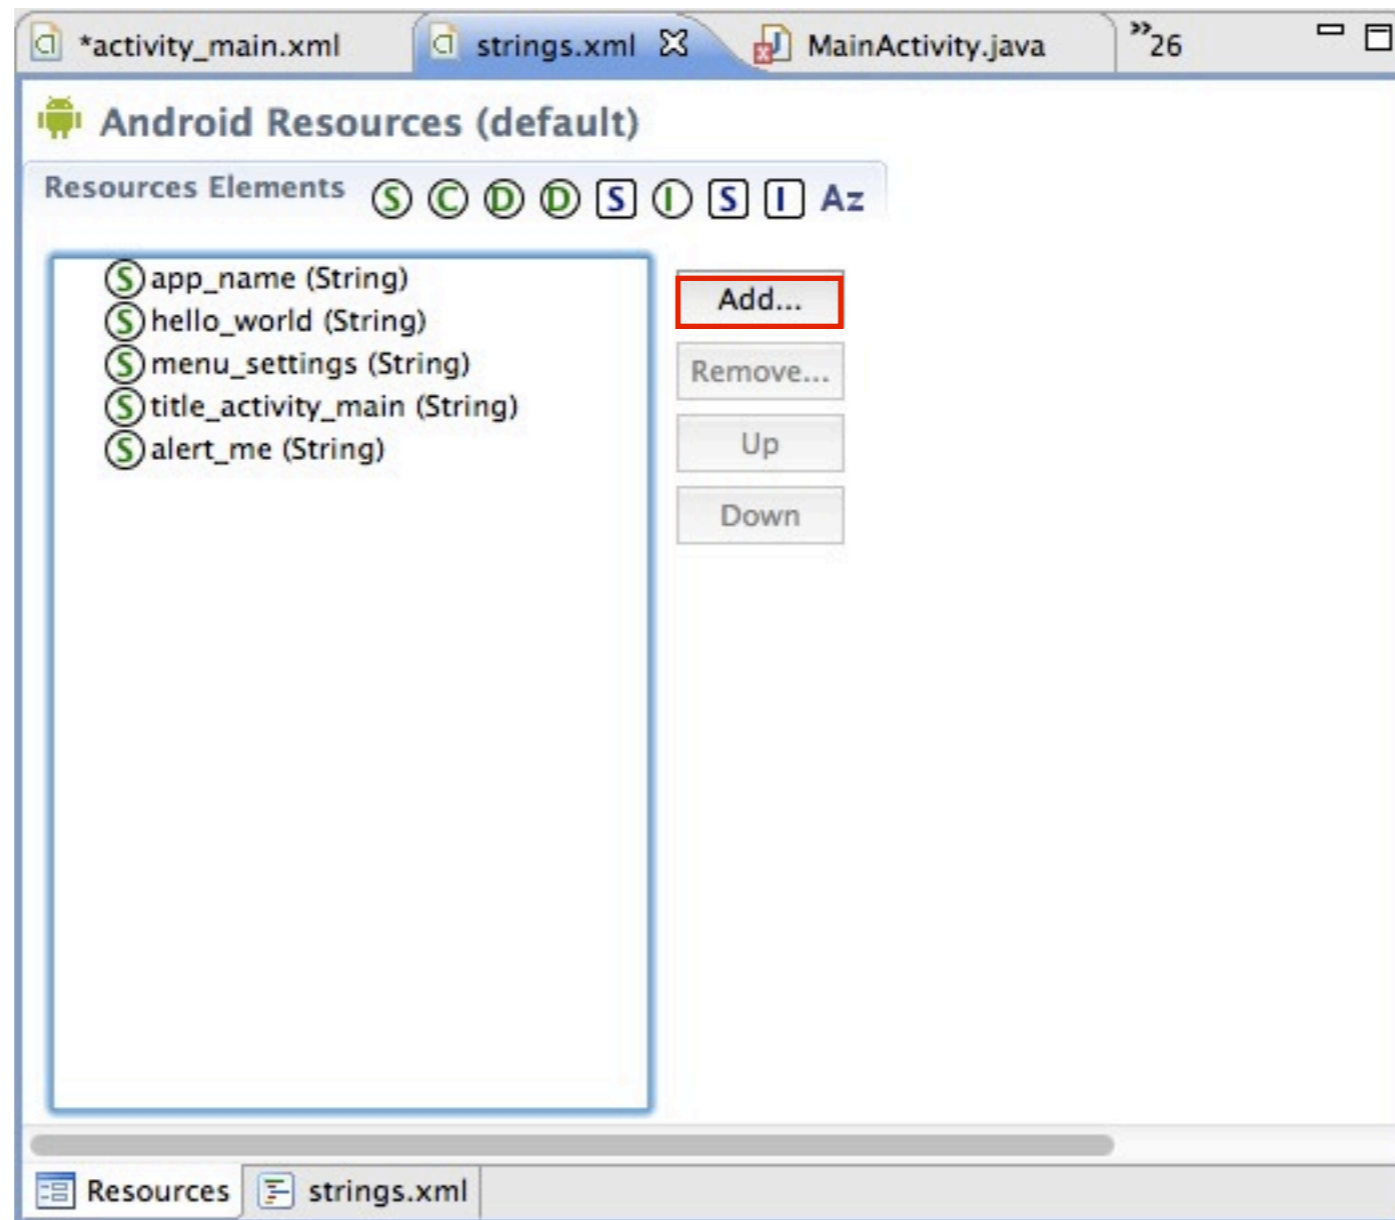 *activity_main.xml strings.xml MainActivity.java »26
Android Resources (default)
Resources Elements S C D D S I S I Az
S app_name (String)
S hello_world (String)
S menu_settings (String)
S title_activity_main (String)
S alert_me (String)
Add...
Remove...
Up
Down
Resources strings.xml